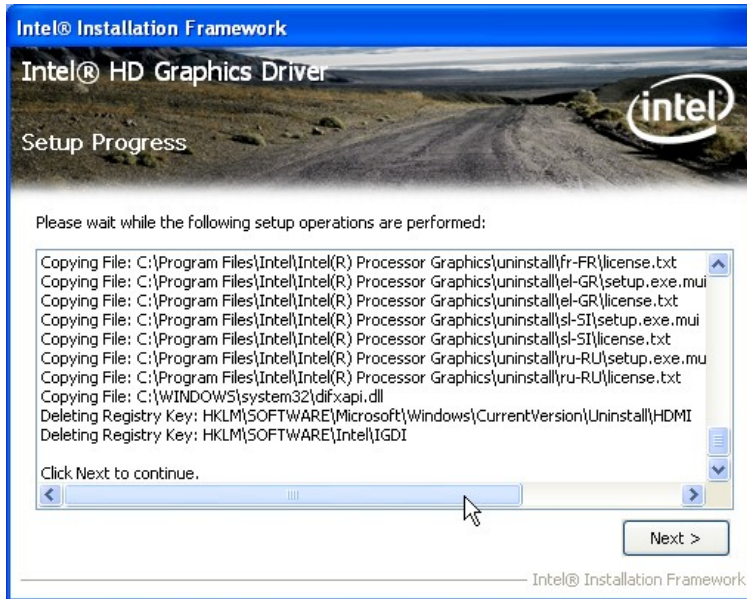 Intel® Installation Framework
Intel® HD Graphics Driver
intel
Setup Progress
Please wait while the following setup operations are performed:
Copying File: C:\Program Files\Intel\Intel(R) Processor Graphics\uninstall\fr-FR\license.txt
Copying File: C:\Program Files\Intel\Intel(R) Processor Graphics\uninstall\el-GR\setup.exe.mui
Copying File: C:\Program Files\Intel\Intel(R) Processor Graphics\uninstall\el-GR\license.txt
Copying File: C:\Program Files\Intel\Intel(R) Processor Graphics\uninstall\sl-SI\setup.exe.mui
Copying File: C:\Program Files\Intel\Intel(R) Processor Graphics\uninstall\sl-SI\license.txt
Copying File: C:\Program Files\Intel\Intel(R) Processor Graphics\uninstall\ru-RU\setup.exe.mu
Copying File: C:\Program Files\Intel\Intel(R) Processor Graphics\uninstall\ru-RU\license.txt
Copying File: C:\WINDOWS\system32\difxapi.dll
Deleting Registry Key: HKLM\SOFTWARE\Microsoft\Windows\CurrentVersion\Uninstall\HDMI
Deleting Registry Key: HKLM\SOFTWARE\Intel\IGDI
Click Next to continue.
Next >
Intel® Installation Framework